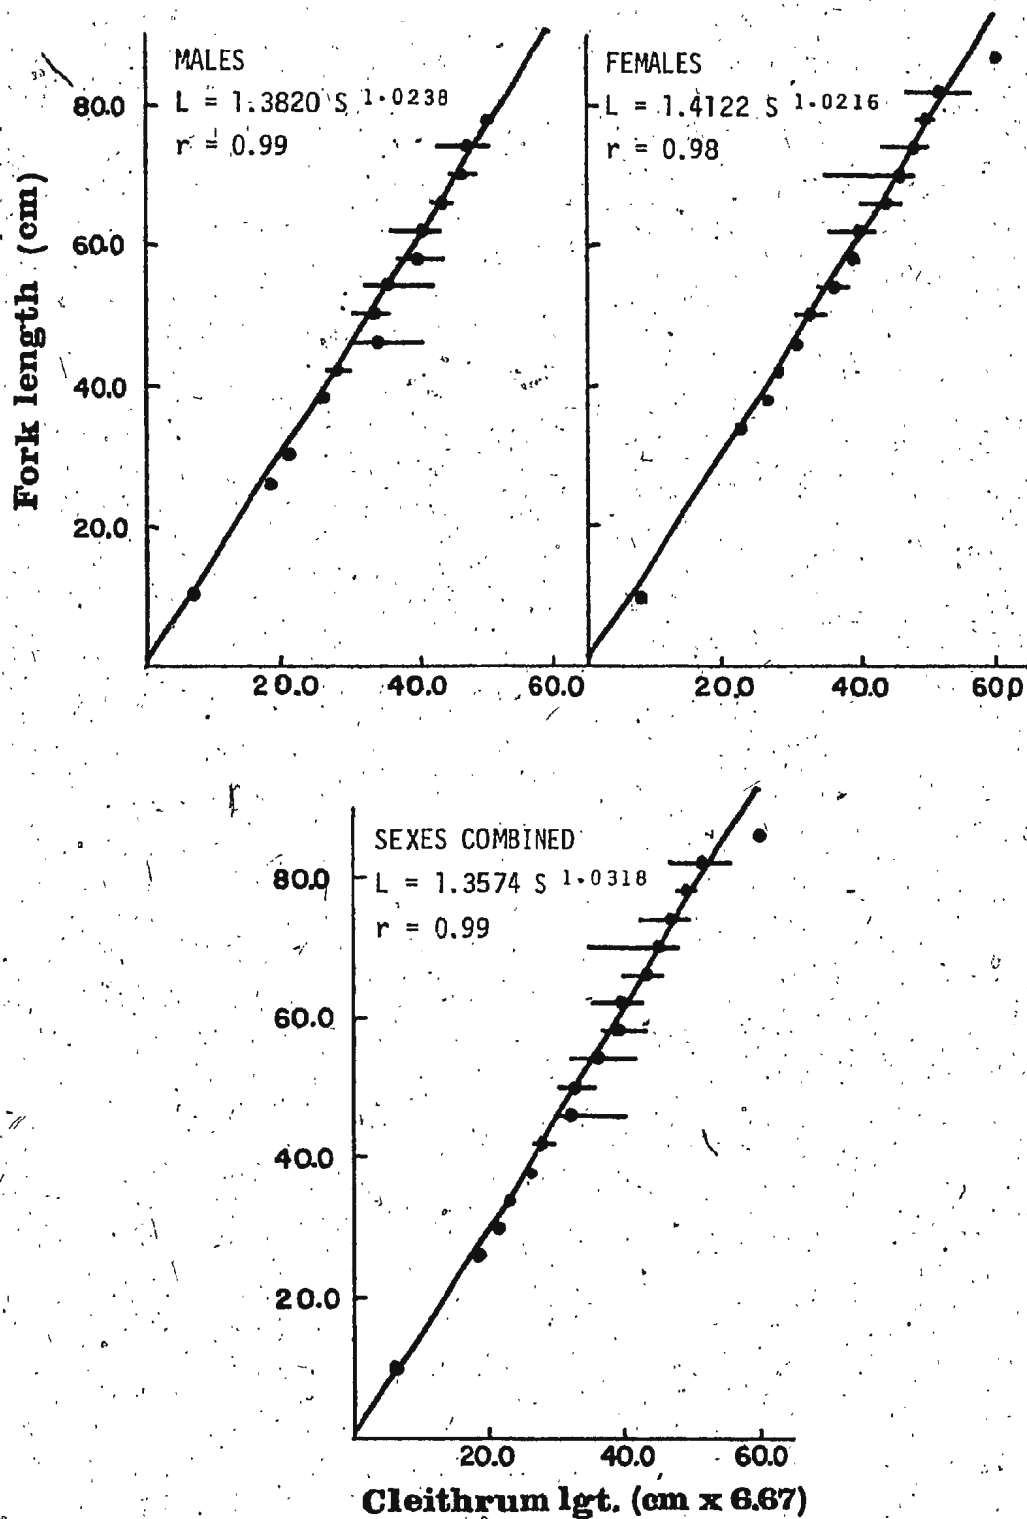 MALES
L = 1.3820 S 1.0238
r = 0.99
80.0
60.0
40.0
20.0
20.0 40.0 60.0
Fork length (cm)
FEMALES
L = 1.4122 S 1.0216
r = 0.98
20.0 40.0 60.0
SEXES COMBINED
L = 1.3574 S 1.0318
r = 0.99
80.0
60.0
40.0
20.0
20.0 40.0 60.0
Cleithrum lgt. (cm x 6.67)